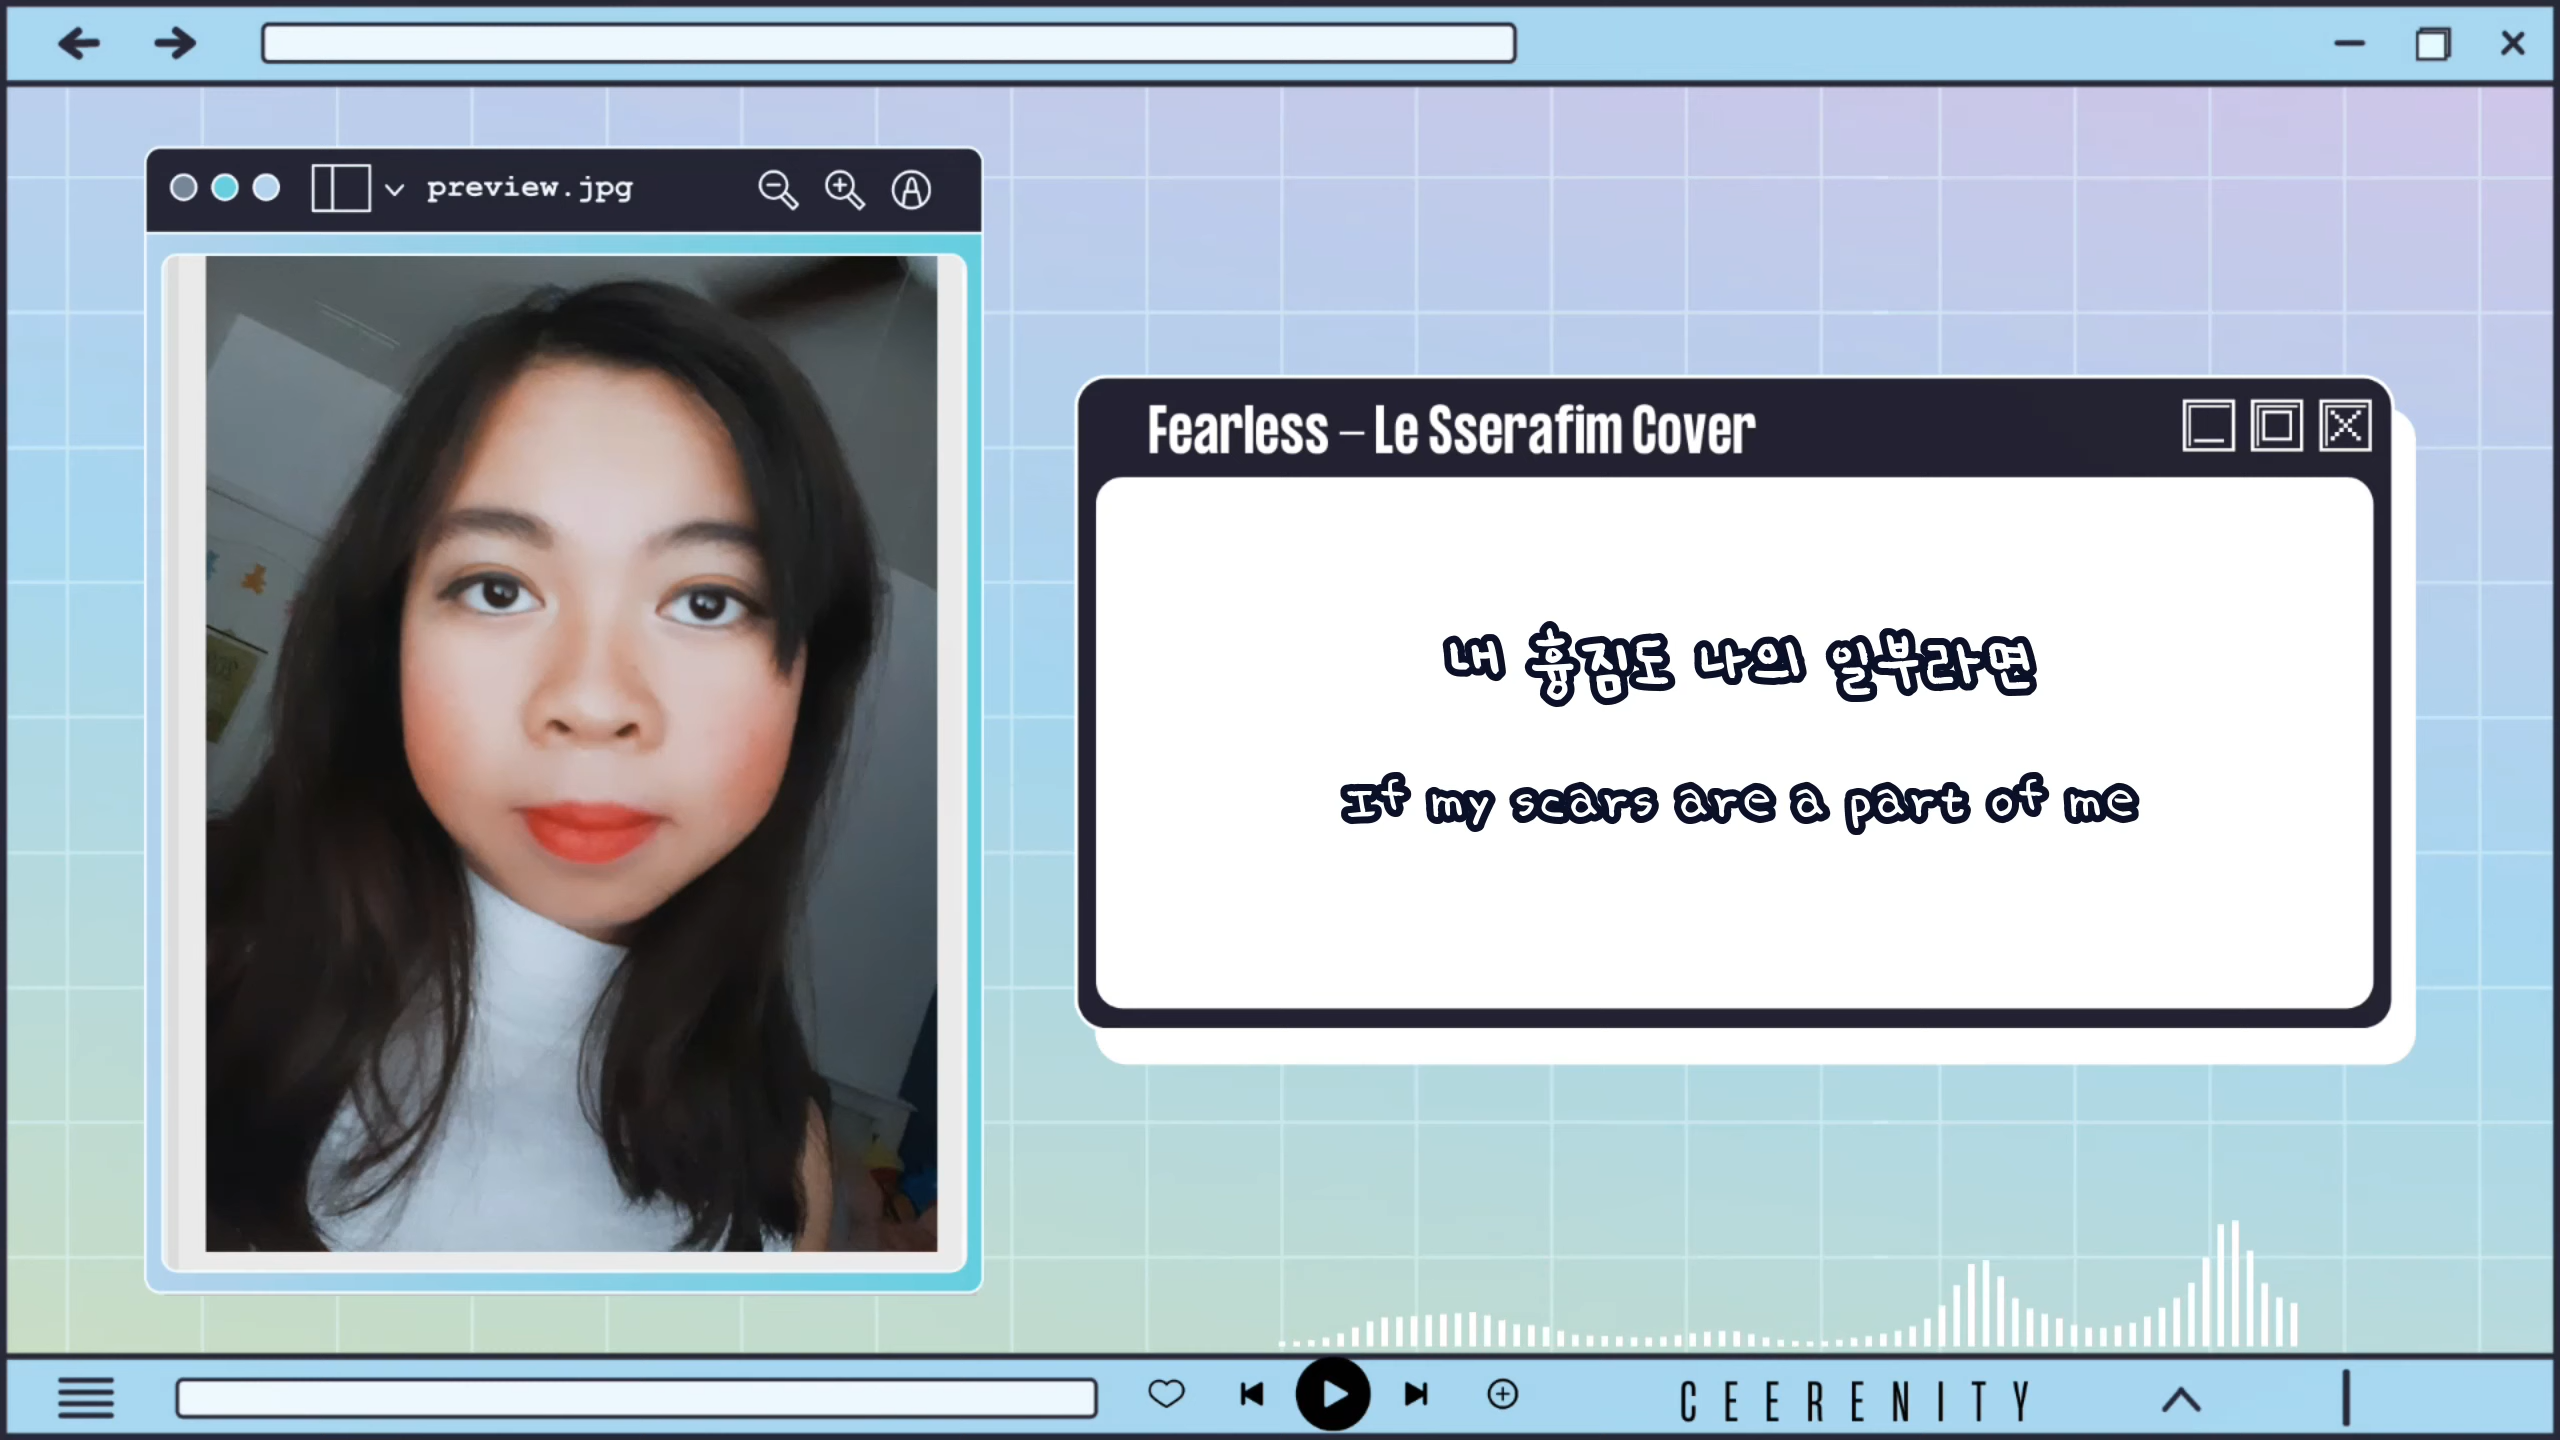 preview.jpg
Fearless – Le Sserafim Cover
내 흉짐도 나의 일부라면
If my scars are a part of me
CEERENITY